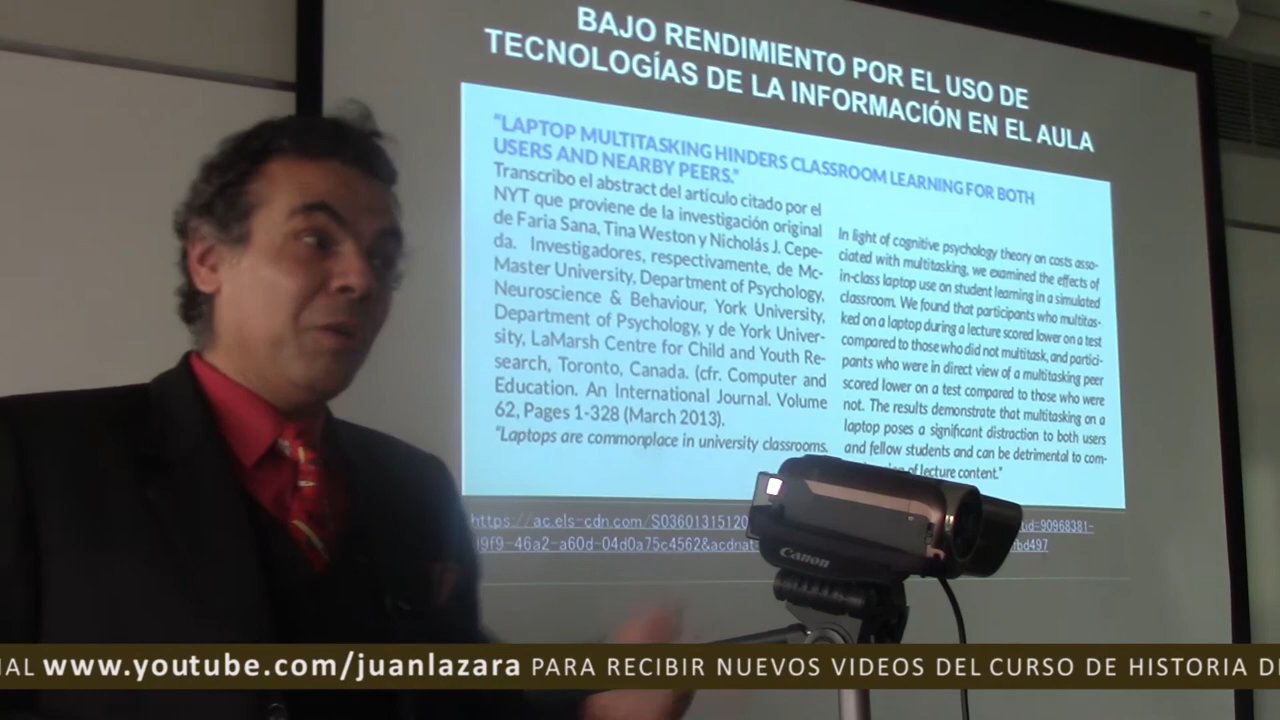 BAJO RENDIMIENTO POR EL USO DE
TECNOLOGÍAS DE LA INFORMACIÓN EN EL AULA
"LAPTOP MULTITASKING HINDERS CLASSROOM LEARNING FOR BOTH
USERS AND NEARBY PEERS."
Transcribo el abstract del artículo citado por el
NYT que proviene de la investigación original
de Faria Sana, Tina Weston y Nicholás J. Cepe-
da. Investigadores, respectivamente, de Mc-
Master University, Department of Psychology,
Neuroscience & Behaviour, York University,
Department of Psychology, y de York Univer-
sity, LaMarsh Centre for Child and Youth Re-
search, Toronto, Canada. (cfr. Computer and
Education. An International Journal. Volume
62, Pages 1-328 (March 2013).
"Laptops are commonplace in university classrooms.
In light of cognitive psychology theory on costs asso-
ciated with multitasking, we examined the effects of
in-class laptop use on student learning in a simulated
classroom. We found that participants who multitas-
ked on a laptop during a lecture scored lower on a test
compared to those who did not multitask, and partici-
pants who were in direct view of a multitasking peer
scored lower on a test compared to those who were
not. The results demonstrate that multitasking on a
laptop poses a significant distraction to both users
and fellow students and can be detrimental to com-
of lecture content."
https://ac.els-cdn.com/S03601315120 tid=90968381-
9f9-46a2-a60d-04d0a75c4562&acdnat fbd497
Canon
www.youtube.com/juanlazara PARA RECIBIR NUEVOS VIDEOS DEL CURSO DE HISTORIA D